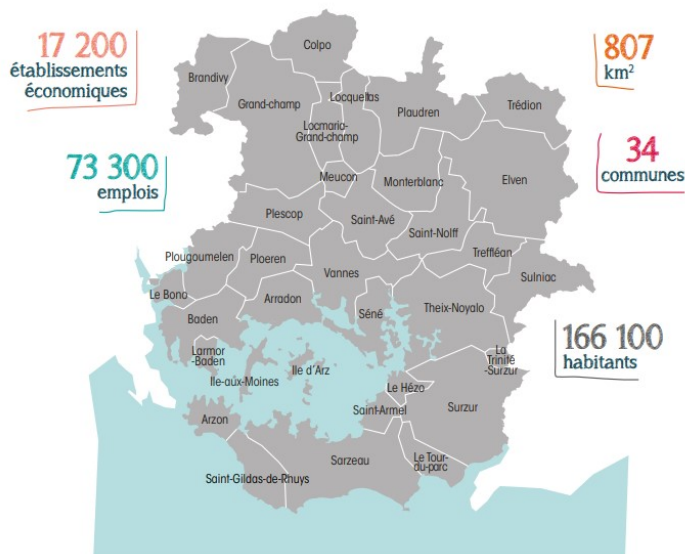 17 200
établissements
économiques
807
km²
73 300
emplois
34
communes
166 100
habitants
Colpo
Brandivy
Grand-champ
Locqueltas
Plaudren
Trédion
Locmaria-
Grand-champ
Meucon
Monterblanc
Elven
Plescop
Saint-Avé
Saint-Nolff
Treffléan
Plougoumelen
Ploeren
Vannes
Sulniac
Le Bono
Arradon
Séné
Theix-Noyalo
Baden
Larmor
-Baden
Ile-aux-Moines
Ile d'Arz
La
Trinité
-Surzur
Le Hézo
Saint-Armel
Surzur
Arzon
Sarzeau
Le Tour-
du-parc
Saint-Gildas-de-Rhuys